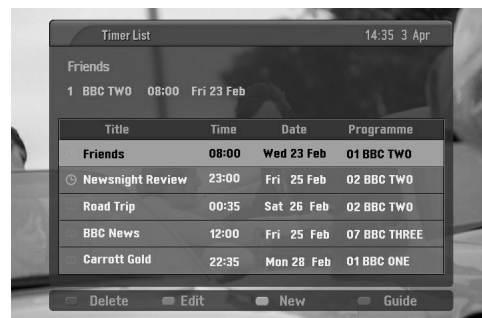 Timer List 14:35 3 Apr
Friends
1 BBC TWO 08:00 Fri 23 Feb
Title Time Date Programme
Friends 08:00 Wed 23 Feb 01 BBC TWO
Newsnight Review 23:00 Fri 25 Feb 02 BBC TWO
Road Trip 00:35 Sat 26 Feb 02 BBC TWO
BBC News 12:00 Fri 25 Feb 07 BBC THREE
Carrott Gold 22:35 Mon 28 Feb 01 BBC ONE
Delete Edit New Guide